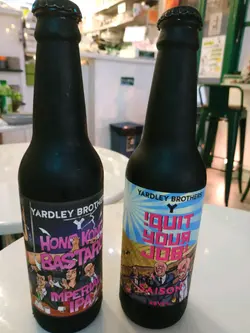 YARDLEY BROTHERS
HONG KONG
BASTARD
IMPERIAL
IPA
YARDLEY BROTHERS
!QUIT
YOUR
JOB!
SAISON